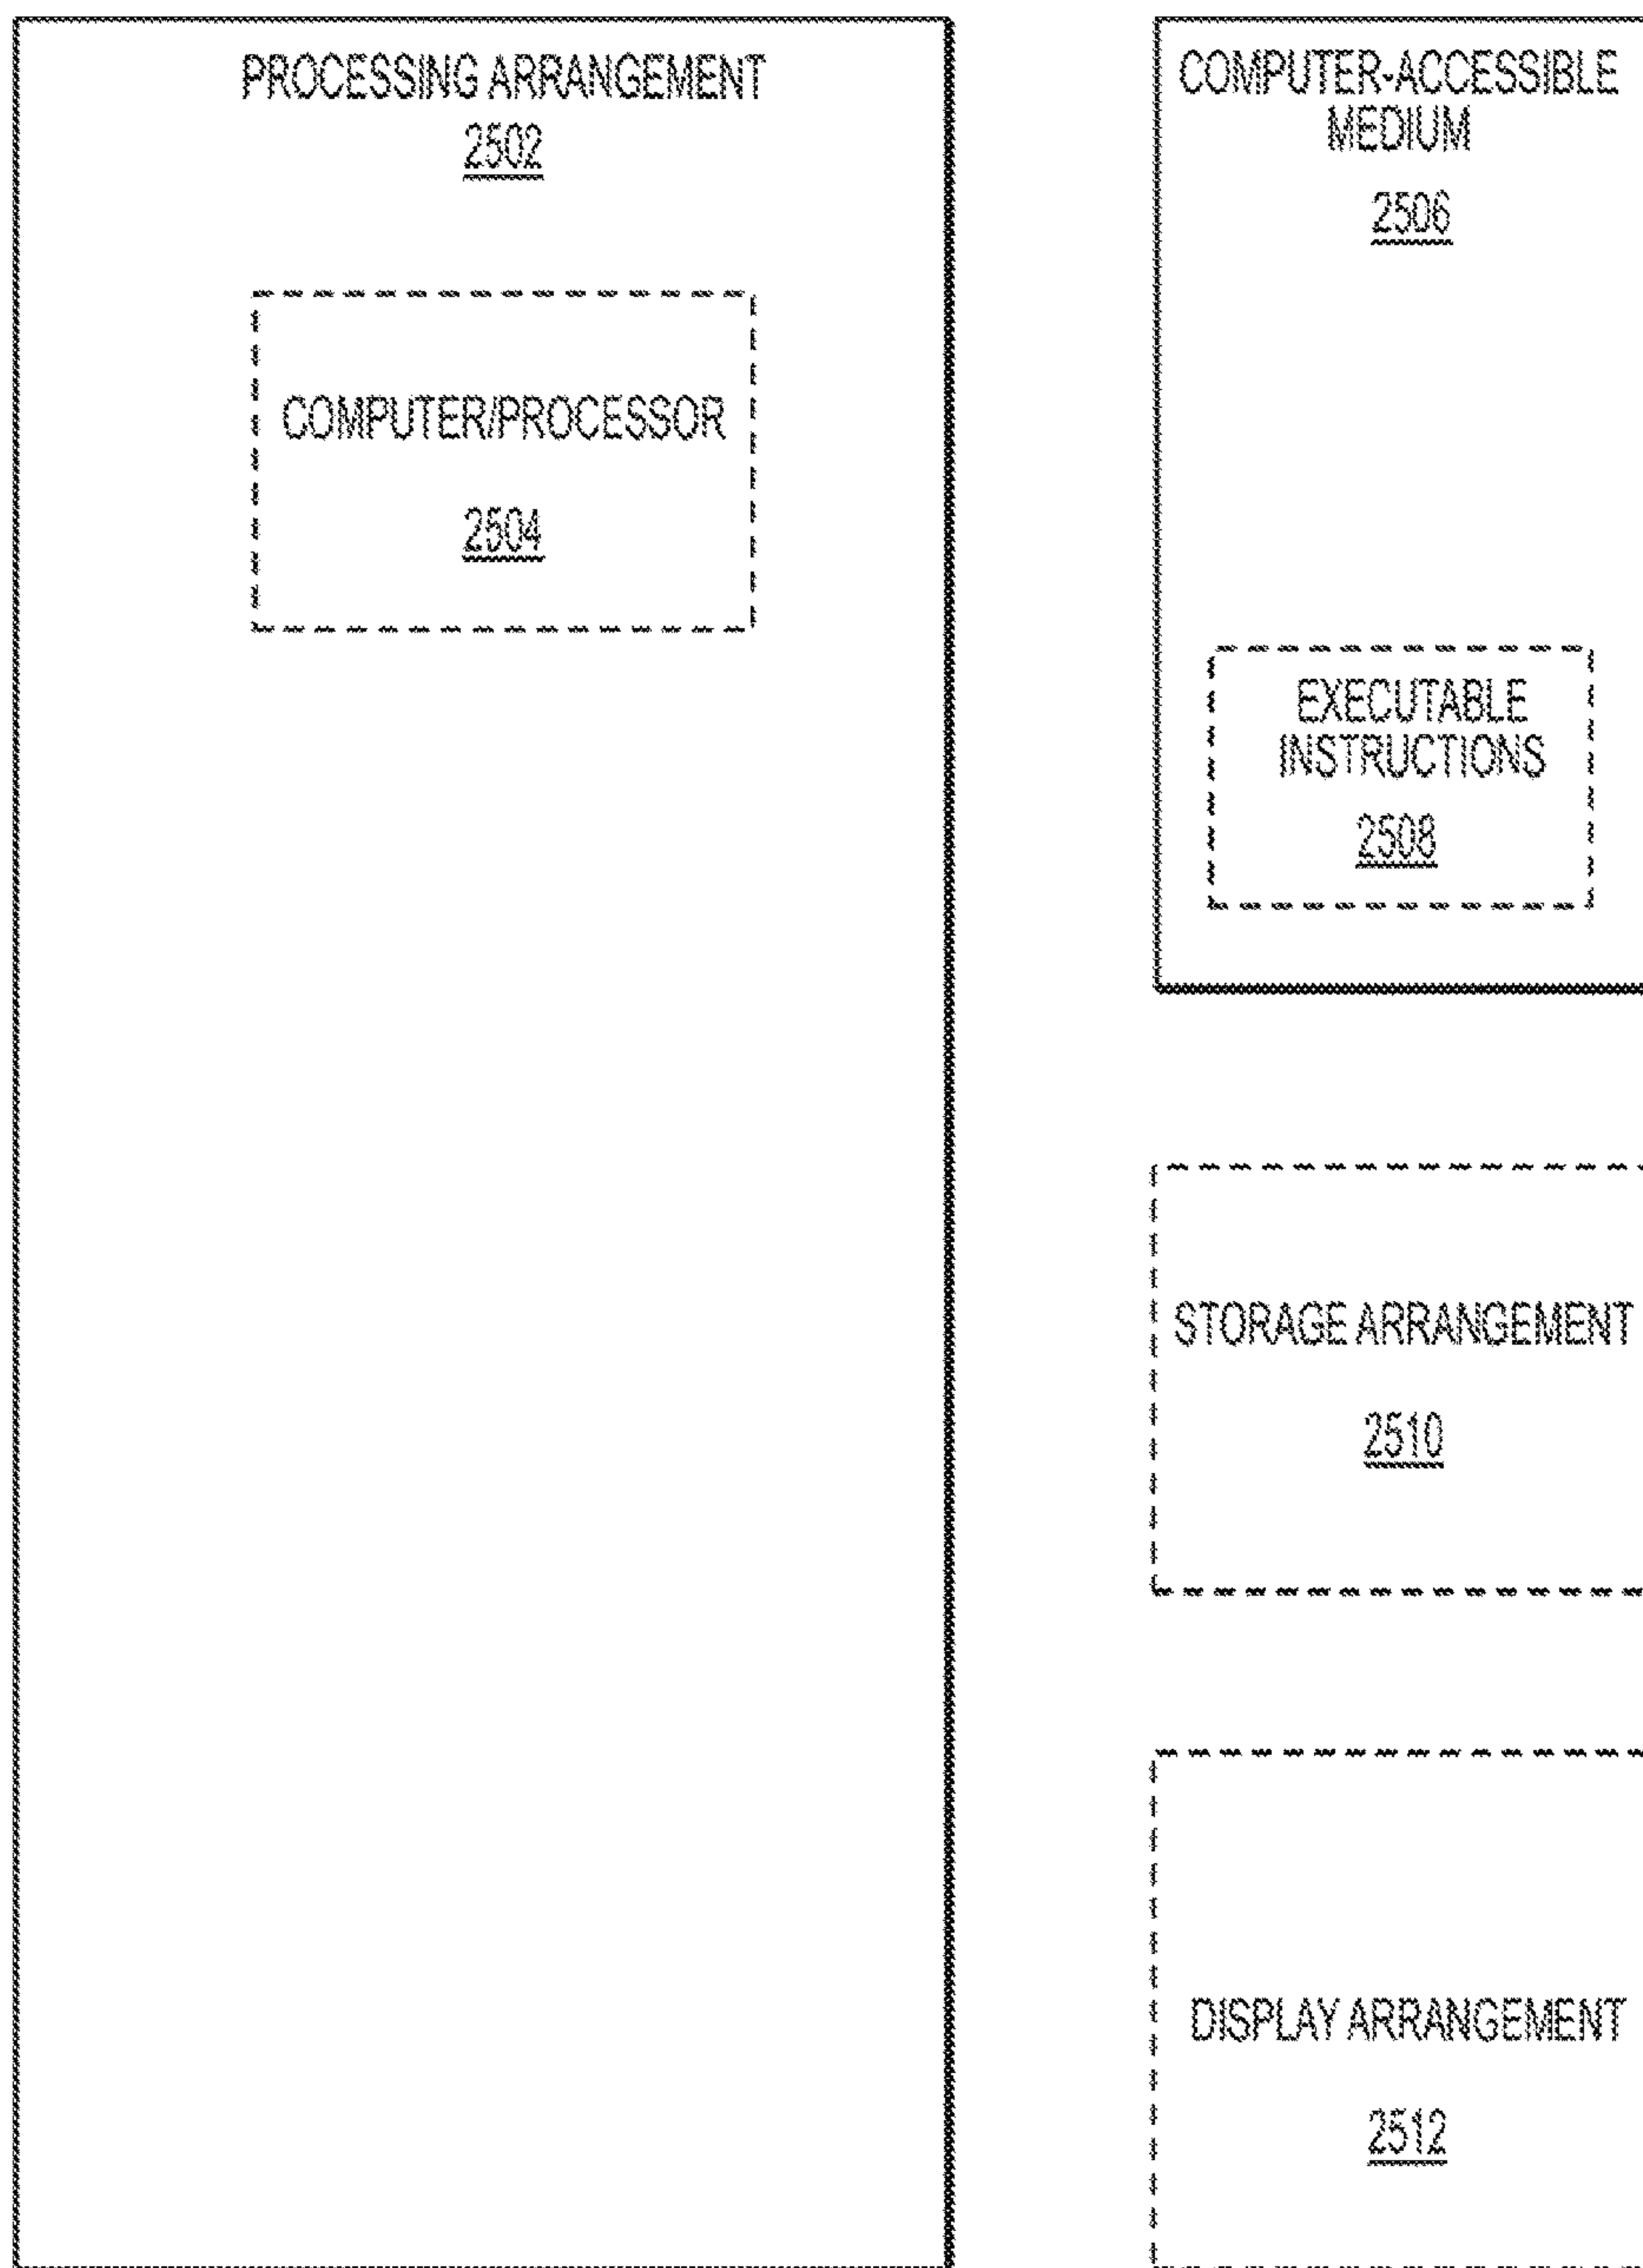 PROCESSING ARRANGEMENT
2502
COMPUTER/PROCESSOR
2504
COMPUTER-ACCESSIBLE
MEDIUM
2506
EXECUTABLE
INSTRUCTIONS
2508
STORAGE ARRANGEMENT
2510
DISPLAY ARRANGEMENT
2512